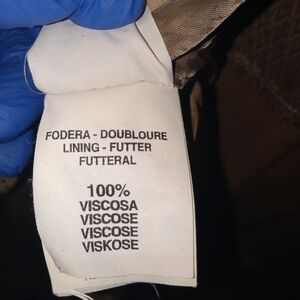 FODERA - DOUBLOURE
LINING - FUTTER
FUTTERAL
100%
VISCOSA
VISCOSE
VISCOSE
VISKOSE